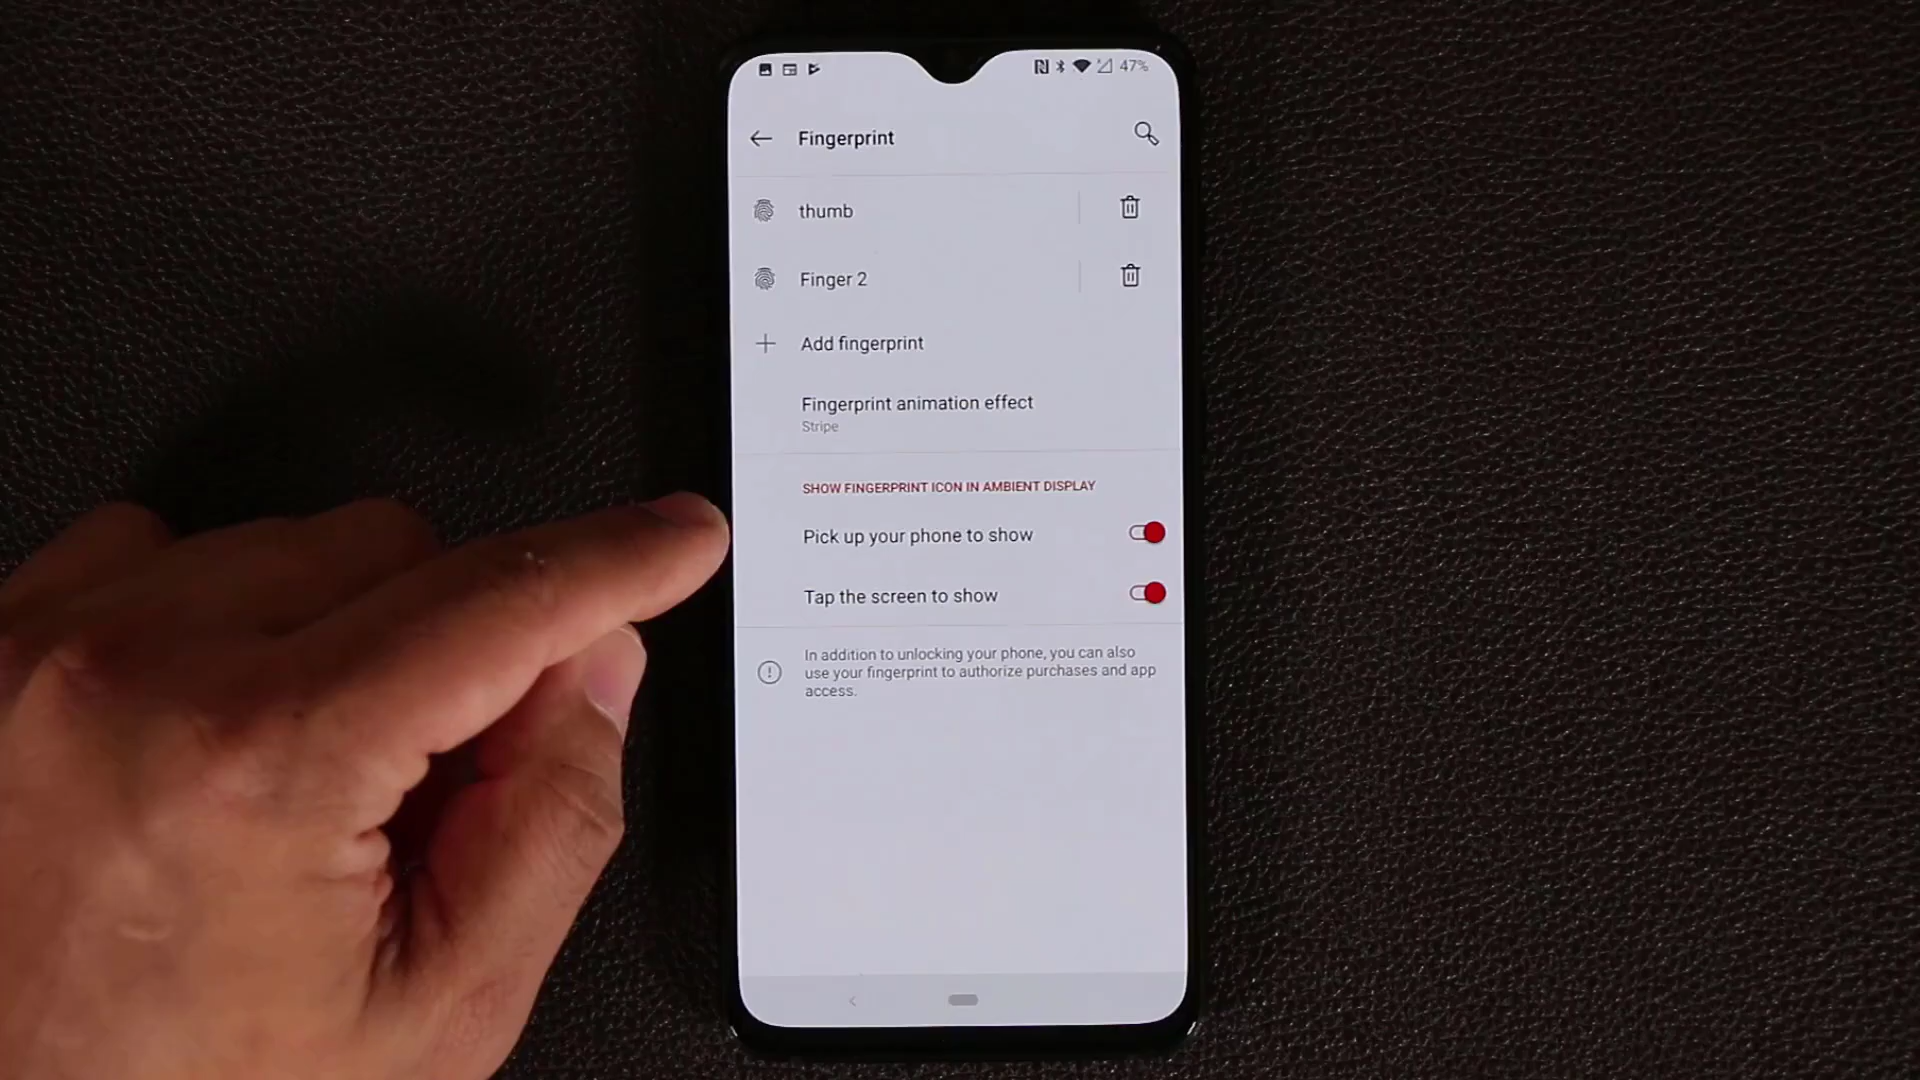 47%
Fingerprint
thumb
Finger 2
Add fingerprint
Fingerprint animation effect
Stripe
SHOW FINGERPRINT ICON IN AMBIENT DISPLAY
Pick up your phone to show
Tap the screen to show
In addition to unlocking your phone, you can also
use your fingerprint to authorize purchases and app
access.